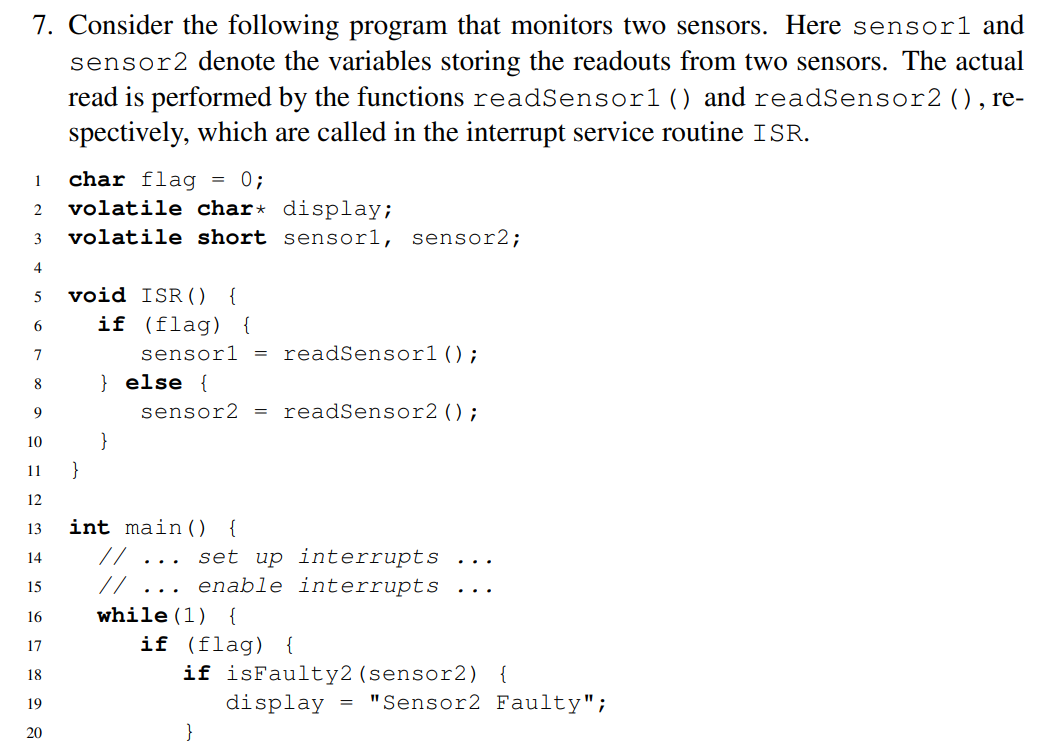 7. Consider the following program that monitors two sensors. Here sensor1 and
sensor2 denote the variables storing the readouts from two sensors. The actual
read is performed by the functions readSensor1() and readSensor2(), re-
spectively, which are called in the interrupt service routine ISR.
1 char flag = 0;
2 volatile char* display;
3 volatile short sensor1, sensor2;
4
5 void ISR() {
6   if (flag) {
7     sensor1 = readSensor1();
8   } else {
9     sensor2 = readSensor2();
10   }
11 }
12
13 int main() {
14   // ... set up interrupts ...
15   // ... enable interrupts ...
16   while(1) {
17     if (flag) {
18       if isFaulty2(sensor2) {
19         display = "Sensor2 Faulty";
20       }